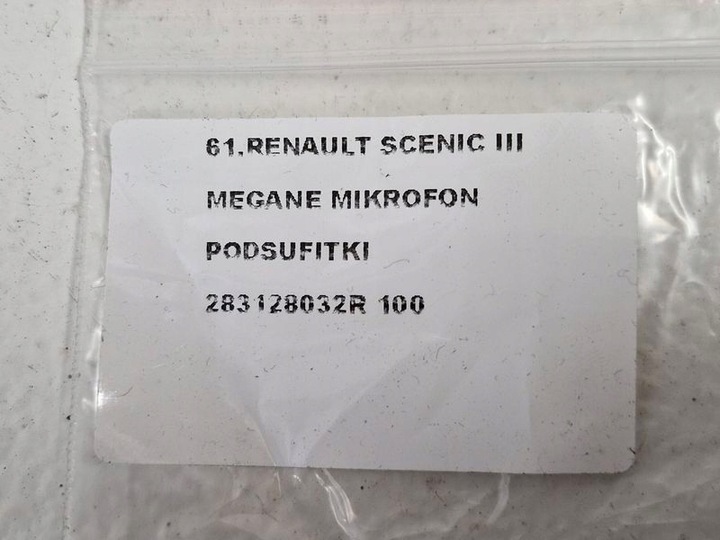 61.RENAULT SCENIC III
MEGANE MIKROFON
PODSUFITKI
283128032R 100